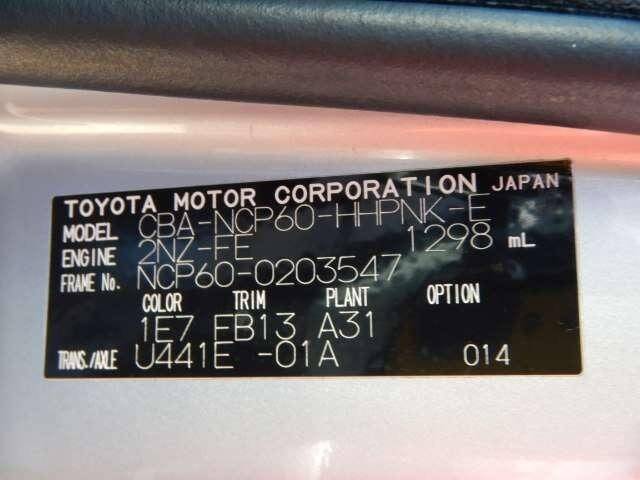 TOYOTA MOTOR CORPORATION JAPAN
MODEL CBA-NCP60-HHPNK-E
ENGINE 2NZ-FE 1298 mL
FRAME No. NCP60-0203547
COLOR TRIM PLANT OPTION
1E7 FB13 A31
TRANS./AXLE U441E -01A 014